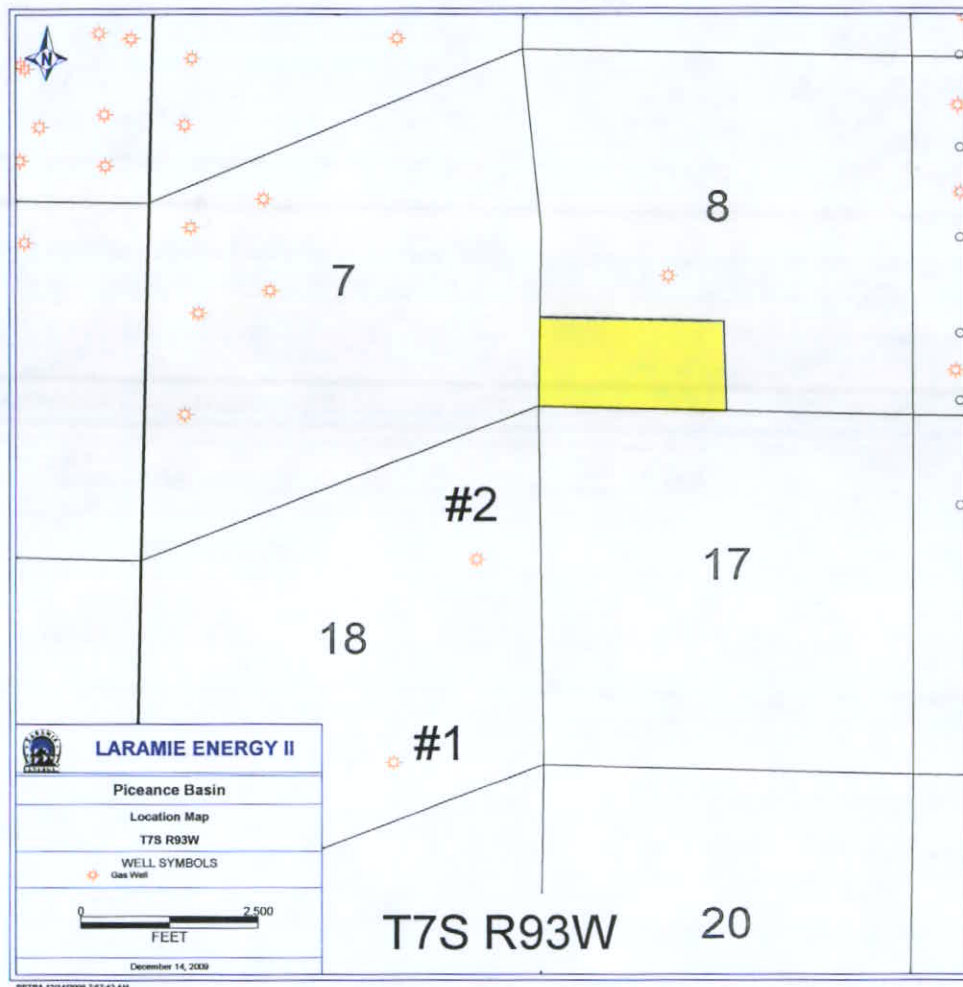 N
8
7
#2
17
18
#1
LARAMIE ENERGY II
Piceance Basin
Location Map
T7S R93W
WELL SYMBOLS
Gas Well
0 2,500
FEET
December 14, 2009
T7S R93W
20